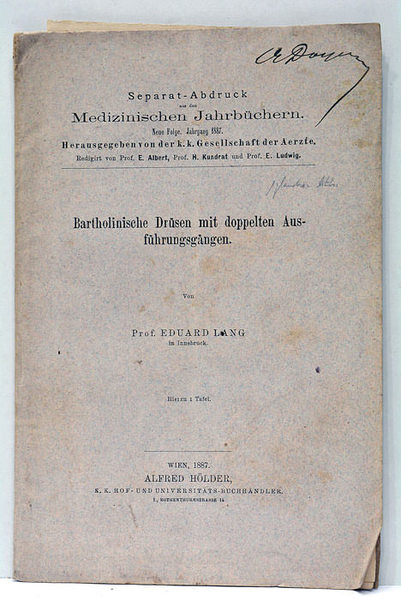 Separat-Abdruck
aus den
Medizinischen Jahrbüchern.
Neue Folge. Jahrgang 1887.
Herausgegeben von der k. k. Gesellschaft der Aerzte.
Redigirt von Prof. E. Albert, Prof. H. Kundrat und Prof. E. Ludwig.
Bartholinische Drüsen mit doppelten Aus-
führungsgängen.
Von
Prof. EDUARD LANG
in Innsbruck.
Hiezu 1 Tafel.
WIEN, 1887.
ALFRED HÖLDER,
K. K. HOF- UND UNIVERSITÄTS-BUCHHÄNDLER,
I., ROTHENTHURMSTRASSE 15